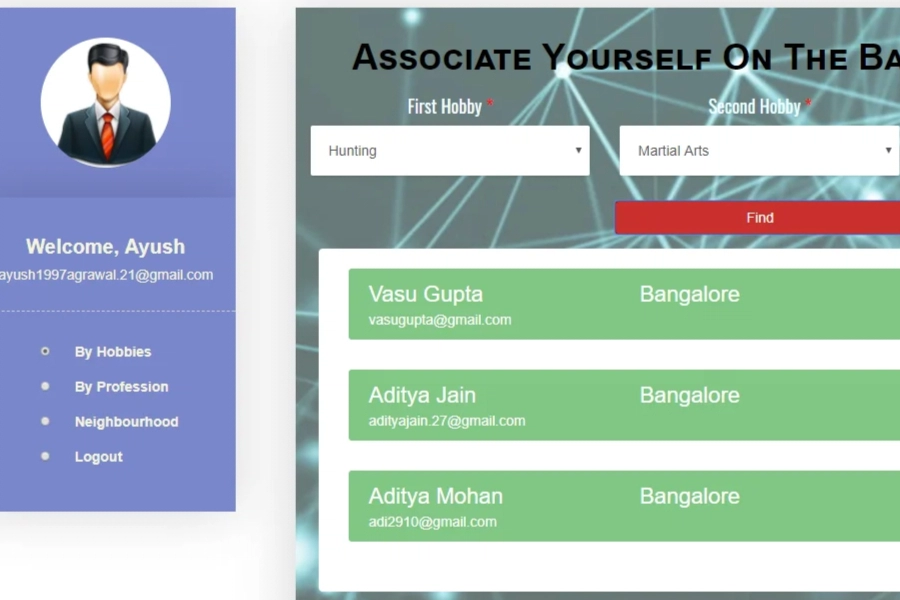 Welcome, Ayush
ayush1997agrawal.21@gmail.com
By Hobbies
By Profession
Neighbourhood
Logout
Associate Yourself On The Ba
First Hobby *
Second Hobby *
Hunting
Martial Arts
Find
Vasu Gupta
Bangalore
vasugupta@gmail.com
Aditya Jain
Bangalore
adityajain.27@gmail.com
Aditya Mohan
Bangalore
adi2910@gmail.com